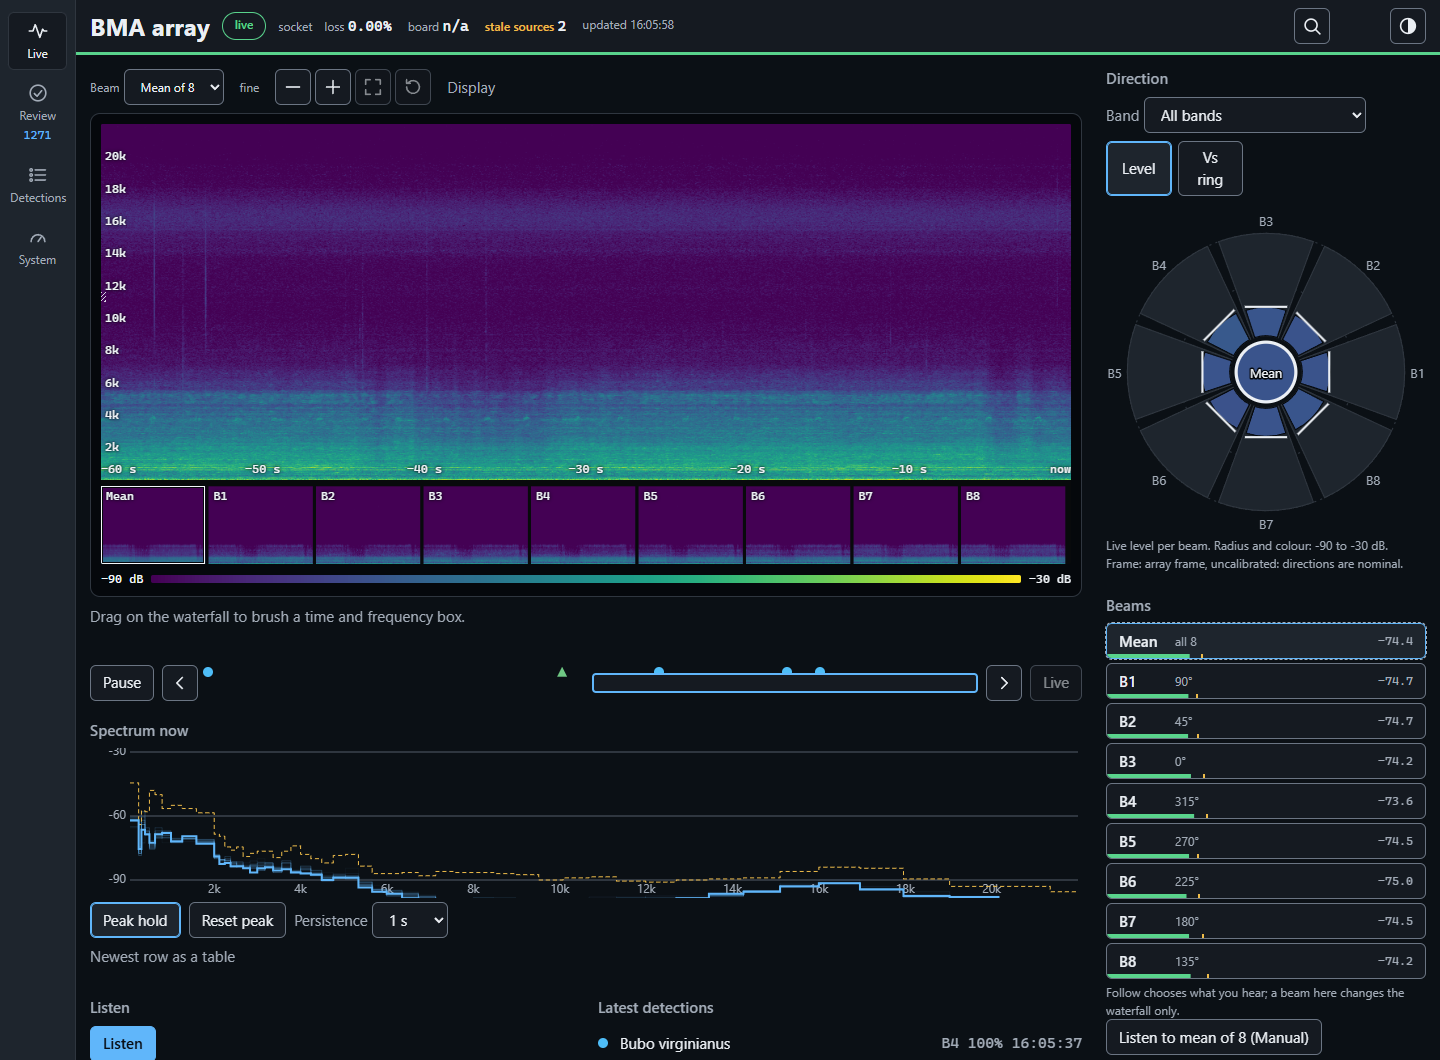 Live
Review
1271
Detections
System
BMA array live socket loss 0.00% board n/a stale sources 2 updated 16:05:58
Beam Mean of 8 fine Display
20k
18k
16k
14k
12k
10k
8k
6k
4k
2k
−60 s −50 s −40 s −30 s −20 s −10 s now
Mean B1 B2 B3 B4 B5 B6 B7 B8
−90 dB −30 dB
Drag on the waterfall to brush a time and frequency box.
Pause Live
Spectrum now
-30
-60
-90
2k 4k 6k 8k 10k 12k 14k 16k 18k 20k
Peak hold Reset peak Persistence 1 s
Newest row as a table
Listen
Listen
Latest detections
Bubo virginianus B4 100% 16:05:37
Direction
Band All bands
Level Vs
ring
B3
B4 B2
B5 Mean B1
B6 B8
B7
Live level per beam. Radius and colour: -90 to -30 dB.
Frame: array frame, uncalibrated: directions are nominal.
Beams
Mean all 8 −74.4
B1 90° −74.7
B2 45° −74.7
B3 0° −74.2
B4 315° −73.6
B5 270° −74.5
B6 225° −75.0
B7 180° −74.5
B8 135° −74.2
Follow chooses what you hear; a beam here changes the
waterfall only.
Listen to mean of 8 (Manual)